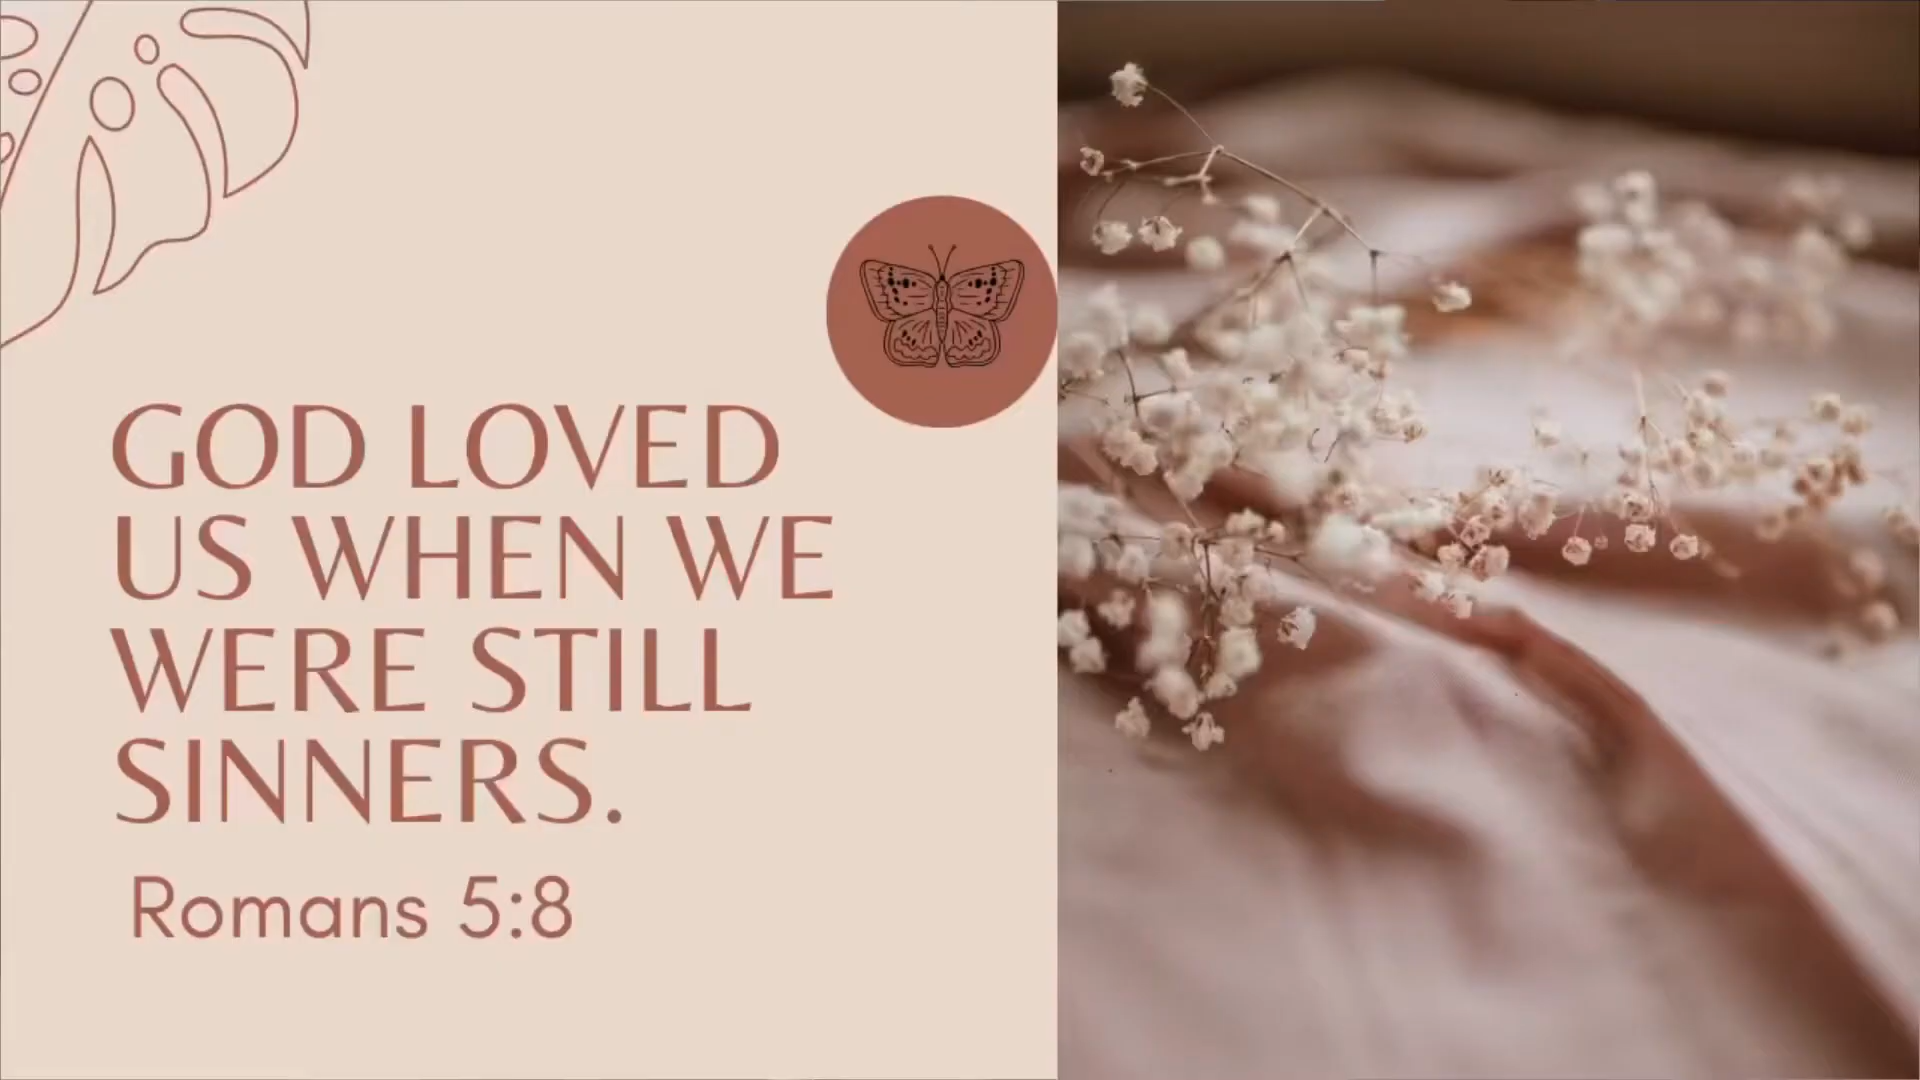 GOD LOVED
US WHEN WE
WERE STILL
SINNERS.
Romans 5:8